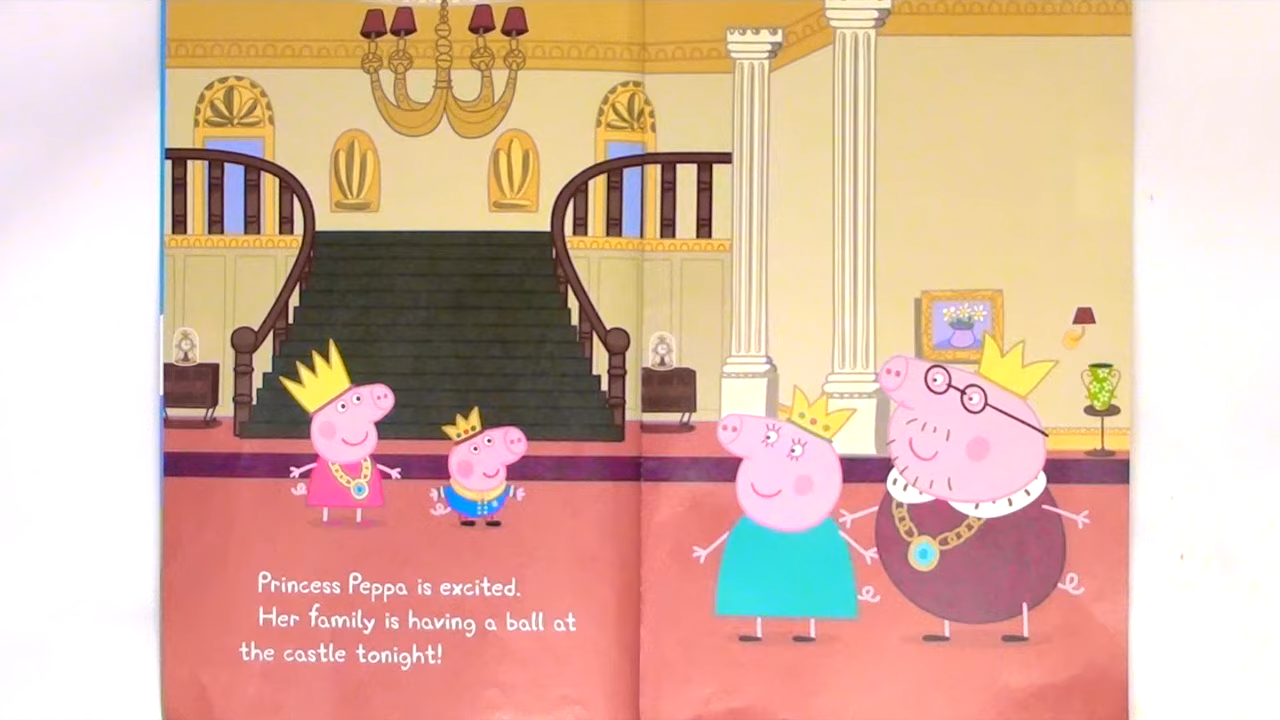 Princess Peppa is excited.
Her family is having a ball at
the castle tonight!